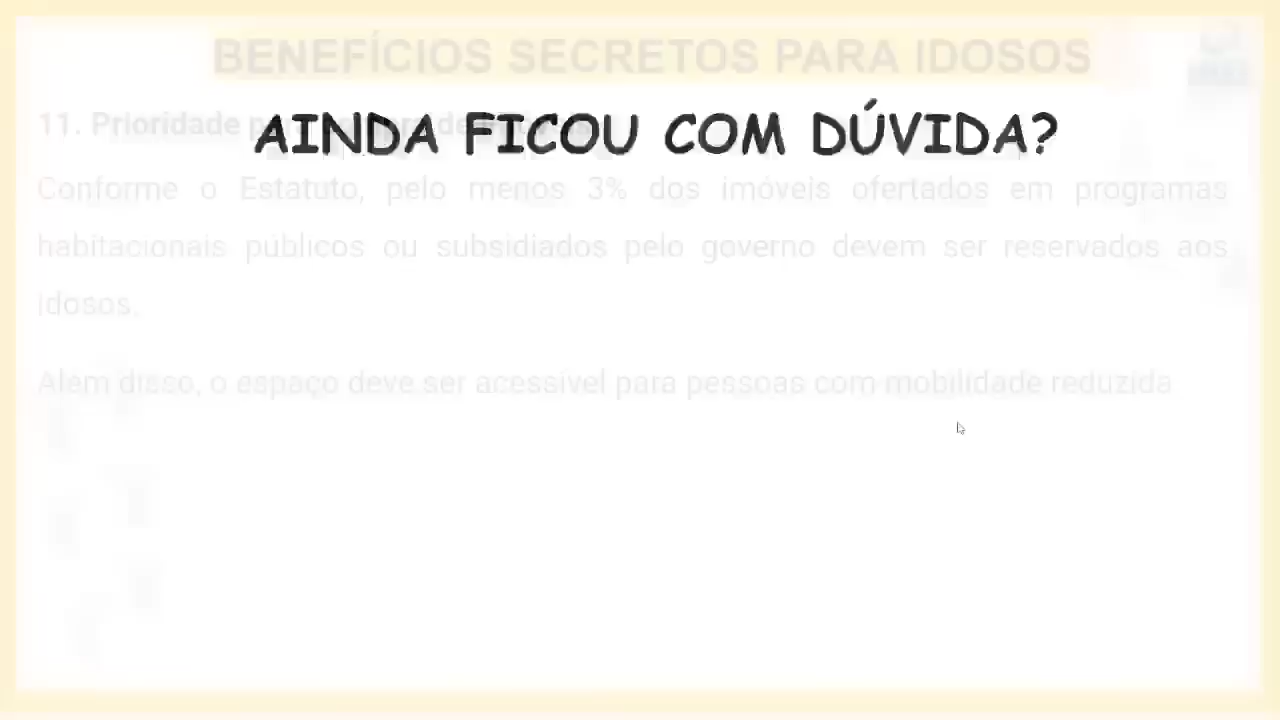 BENEFÍCIOS SECRETOS PARA IDOSOS
11. Prioridade
AINDA FICOU COM DÚVIDA?
Conforme o Estatuto, pelo menos 3% dos imóveis ofertados em programas
habitacionais públicos ou subsidiados pelo governo devem ser reservados aos
idosos.
Além disso, o espaço deve ser acessível para pessoas com mobilidade reduzida